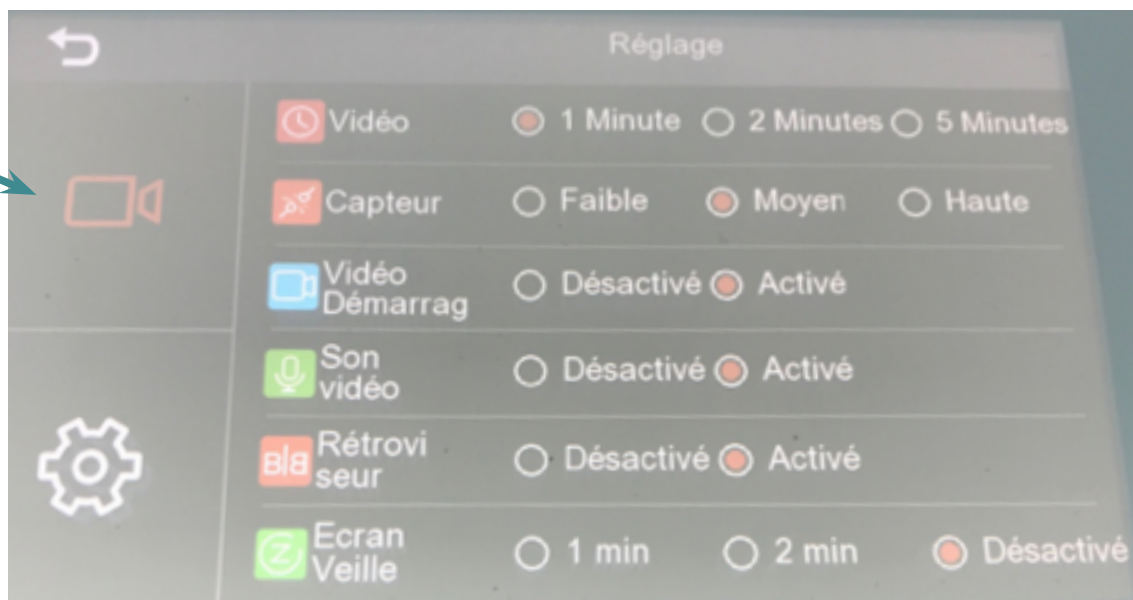 Réglage
Vidéo 1 Minute 2 Minutes 5 Minutes
Capteur Faible Moyen Haute
Vidéo
Démarrag Désactivé Activé
Son
vidéo Désactivé Activé
Rétrovi
seur Désactivé Activé
Ecran
Veille 1 min 2 min Désactivé